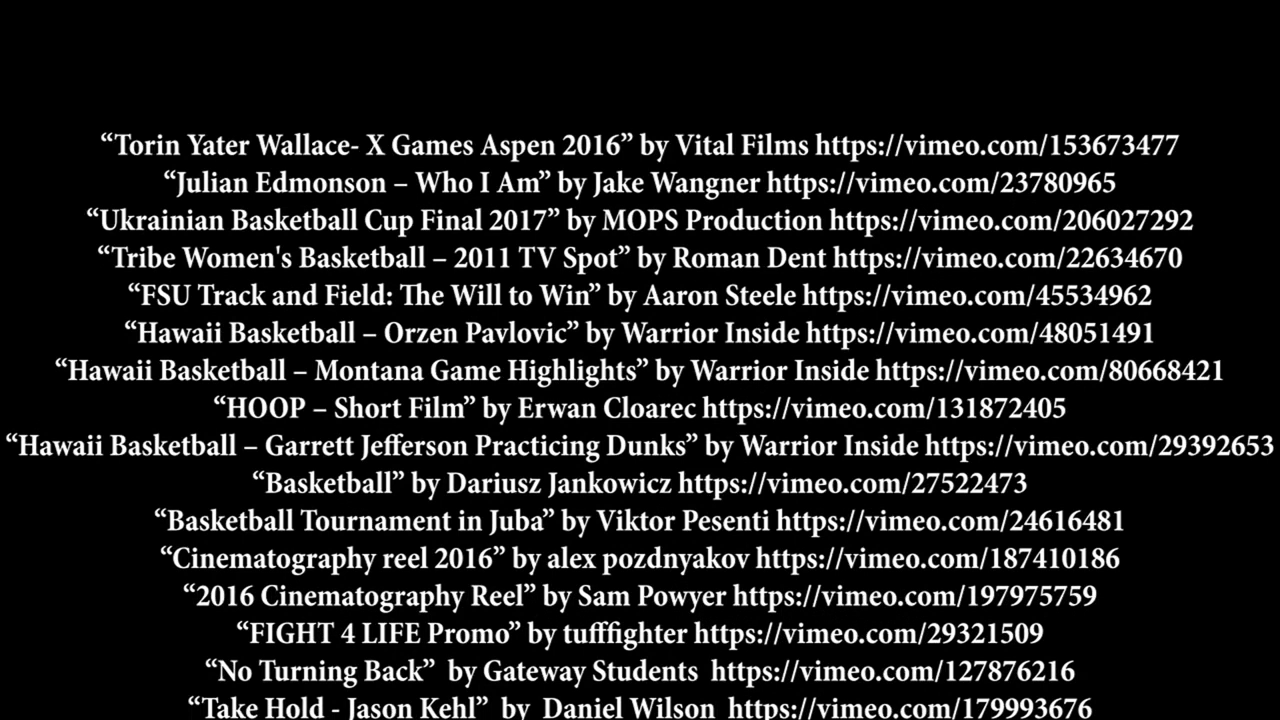 “Torin Yater Wallace- X Games Aspen 2016” by Vital Films https://vimeo.com/153673477
“Julian Edmonson – Who I Am” by Jake Wangner https://vimeo.com/23780965
“Ukrainian Basketball Cup Final 2017” by MOPS Production https://vimeo.com/206027292
“Tribe Women's Basketball – 2011 TV Spot” by Roman Dent https://vimeo.com/22634670
“FSU Track and Field: The Will to Win” by Aaron Steele https://vimeo.com/45534962
“Hawaii Basketball – Orzen Pavlovic” by Warrior Inside https://vimeo.com/48051491
“Hawaii Basketball – Montana Game Highlights” by Warrior Inside https://vimeo.com/80668421
“HOOP – Short Film” by Erwan Cloarec https://vimeo.com/131872405
“Hawaii Basketball – Garrett Jefferson Practicing Dunks” by Warrior Inside https://vimeo.com/29392653
“Basketball” by Dariusz Jankowicz https://vimeo.com/27522473
“Basketball Tournament in Juba” by Viktor Pesenti https://vimeo.com/24616481
“Cinematography reel 2016” by alex pozdnyakov https://vimeo.com/187410186
“2016 Cinematography Reel” by Sam Powyer https://vimeo.com/197975759
“FIGHT 4 LIFE Promo” by tufffighter https://vimeo.com/29321509
“No Turning Back” by Gateway Students https://vimeo.com/127876216
“Take Hold - Jason Kehl” by Daniel Wilson https://vimeo.com/179993676